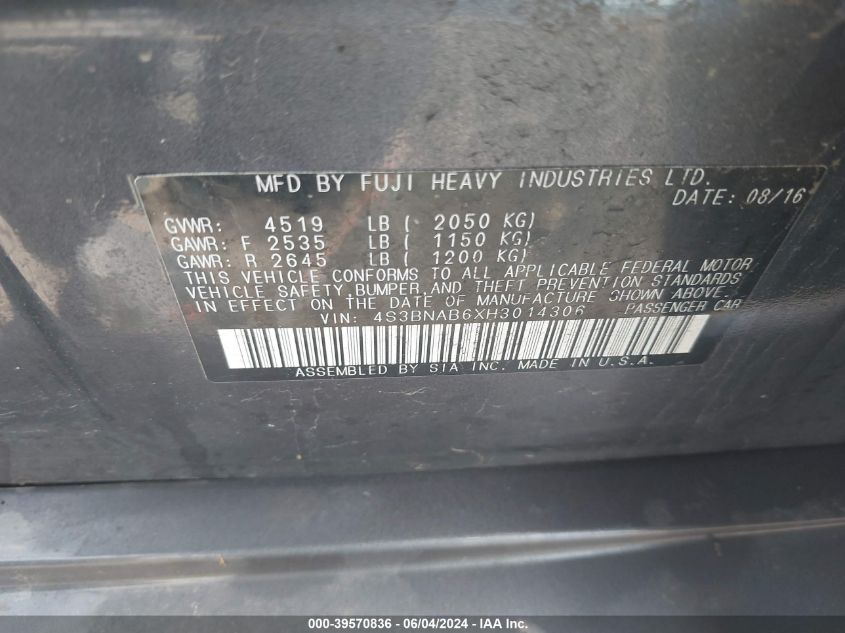 MFD BY FUJI HEAVY INDUSTRIES LTD.
DATE: 08/16
GVWR: 4519 LB ( 2050 KG)
GAWR: F 2535 LB ( 1150 KG)
GAWR: R 2645 LB ( 1200 KG)
THIS VEHICLE CONFORMS TO ALL APPLICABLE FEDERAL MOTOR
VEHICLE SAFETY, BUMPER, AND THEFT PREVENTION STANDARDS
IN EFFECT ON THE DATE OF MANUFACTURE SHOWN ABOVE.
VIN: 4S3BNAB6XH3014306 PASSENGER CAR
ASSEMBLED BY SIA INC. MADE IN U.S.A.
000-39570836 - 06/04/2024 - IAA Inc.